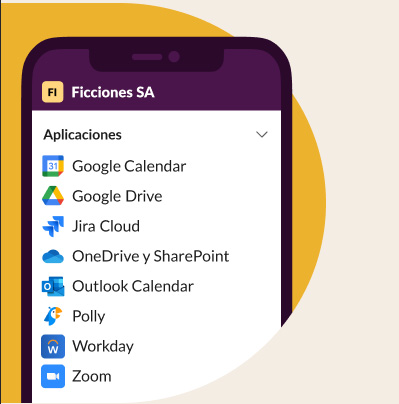 FI Ficciones SA
Aplicaciones
31 Google Calendar
Google Drive
Jira Cloud
OneDrive y SharePoint
O Outlook Calendar
Polly
W Workday
Zoom